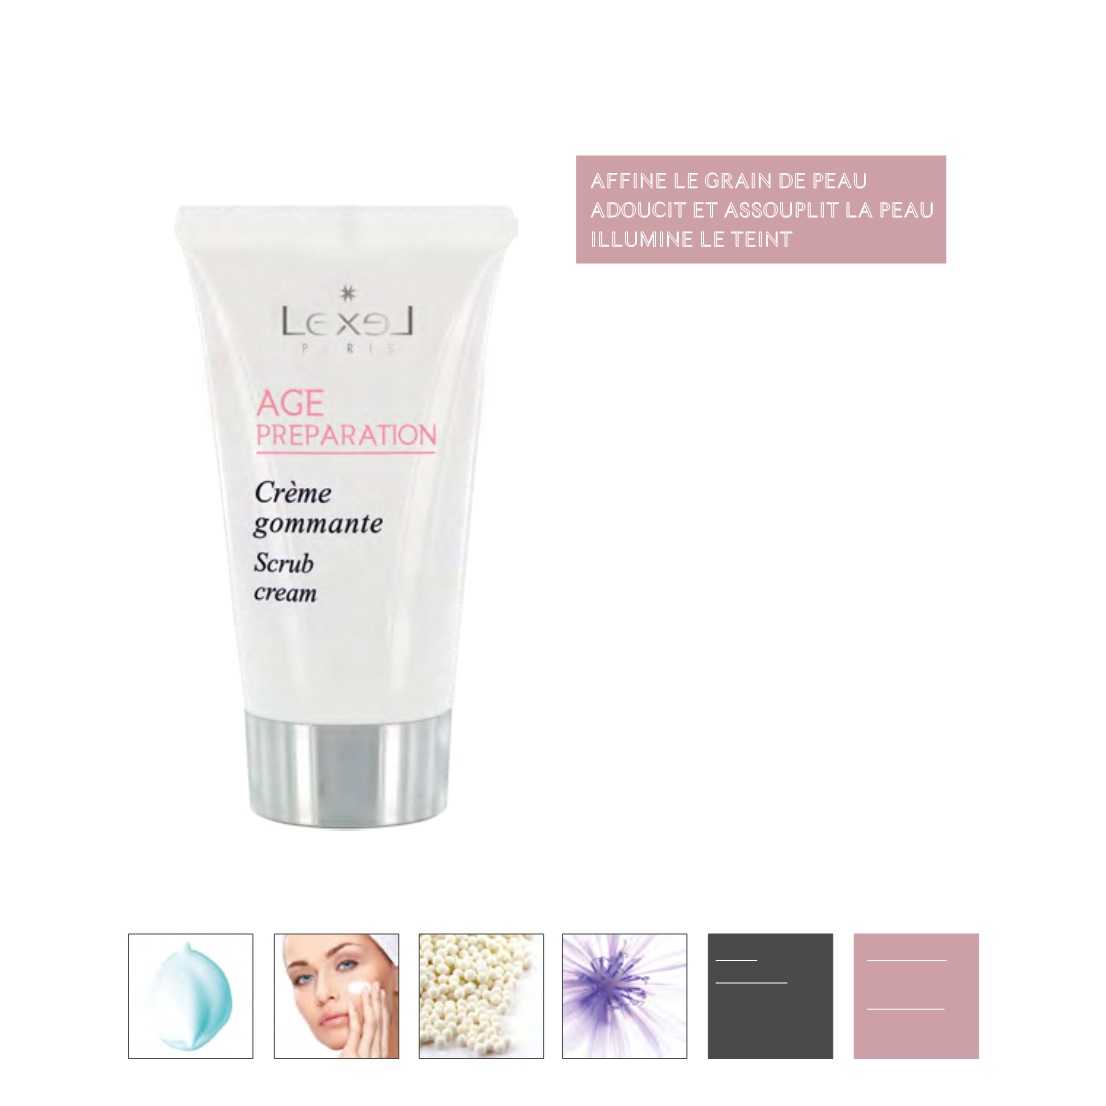 AFFINE LE GRAIN DE PEAU
ADOUCIT ET ASSOUPLIT LA PEAU
ILLUMINE LE TEINT
LexeL
PARIS
AGE
PREPARATION
Crème
gommante
Scrub
cream